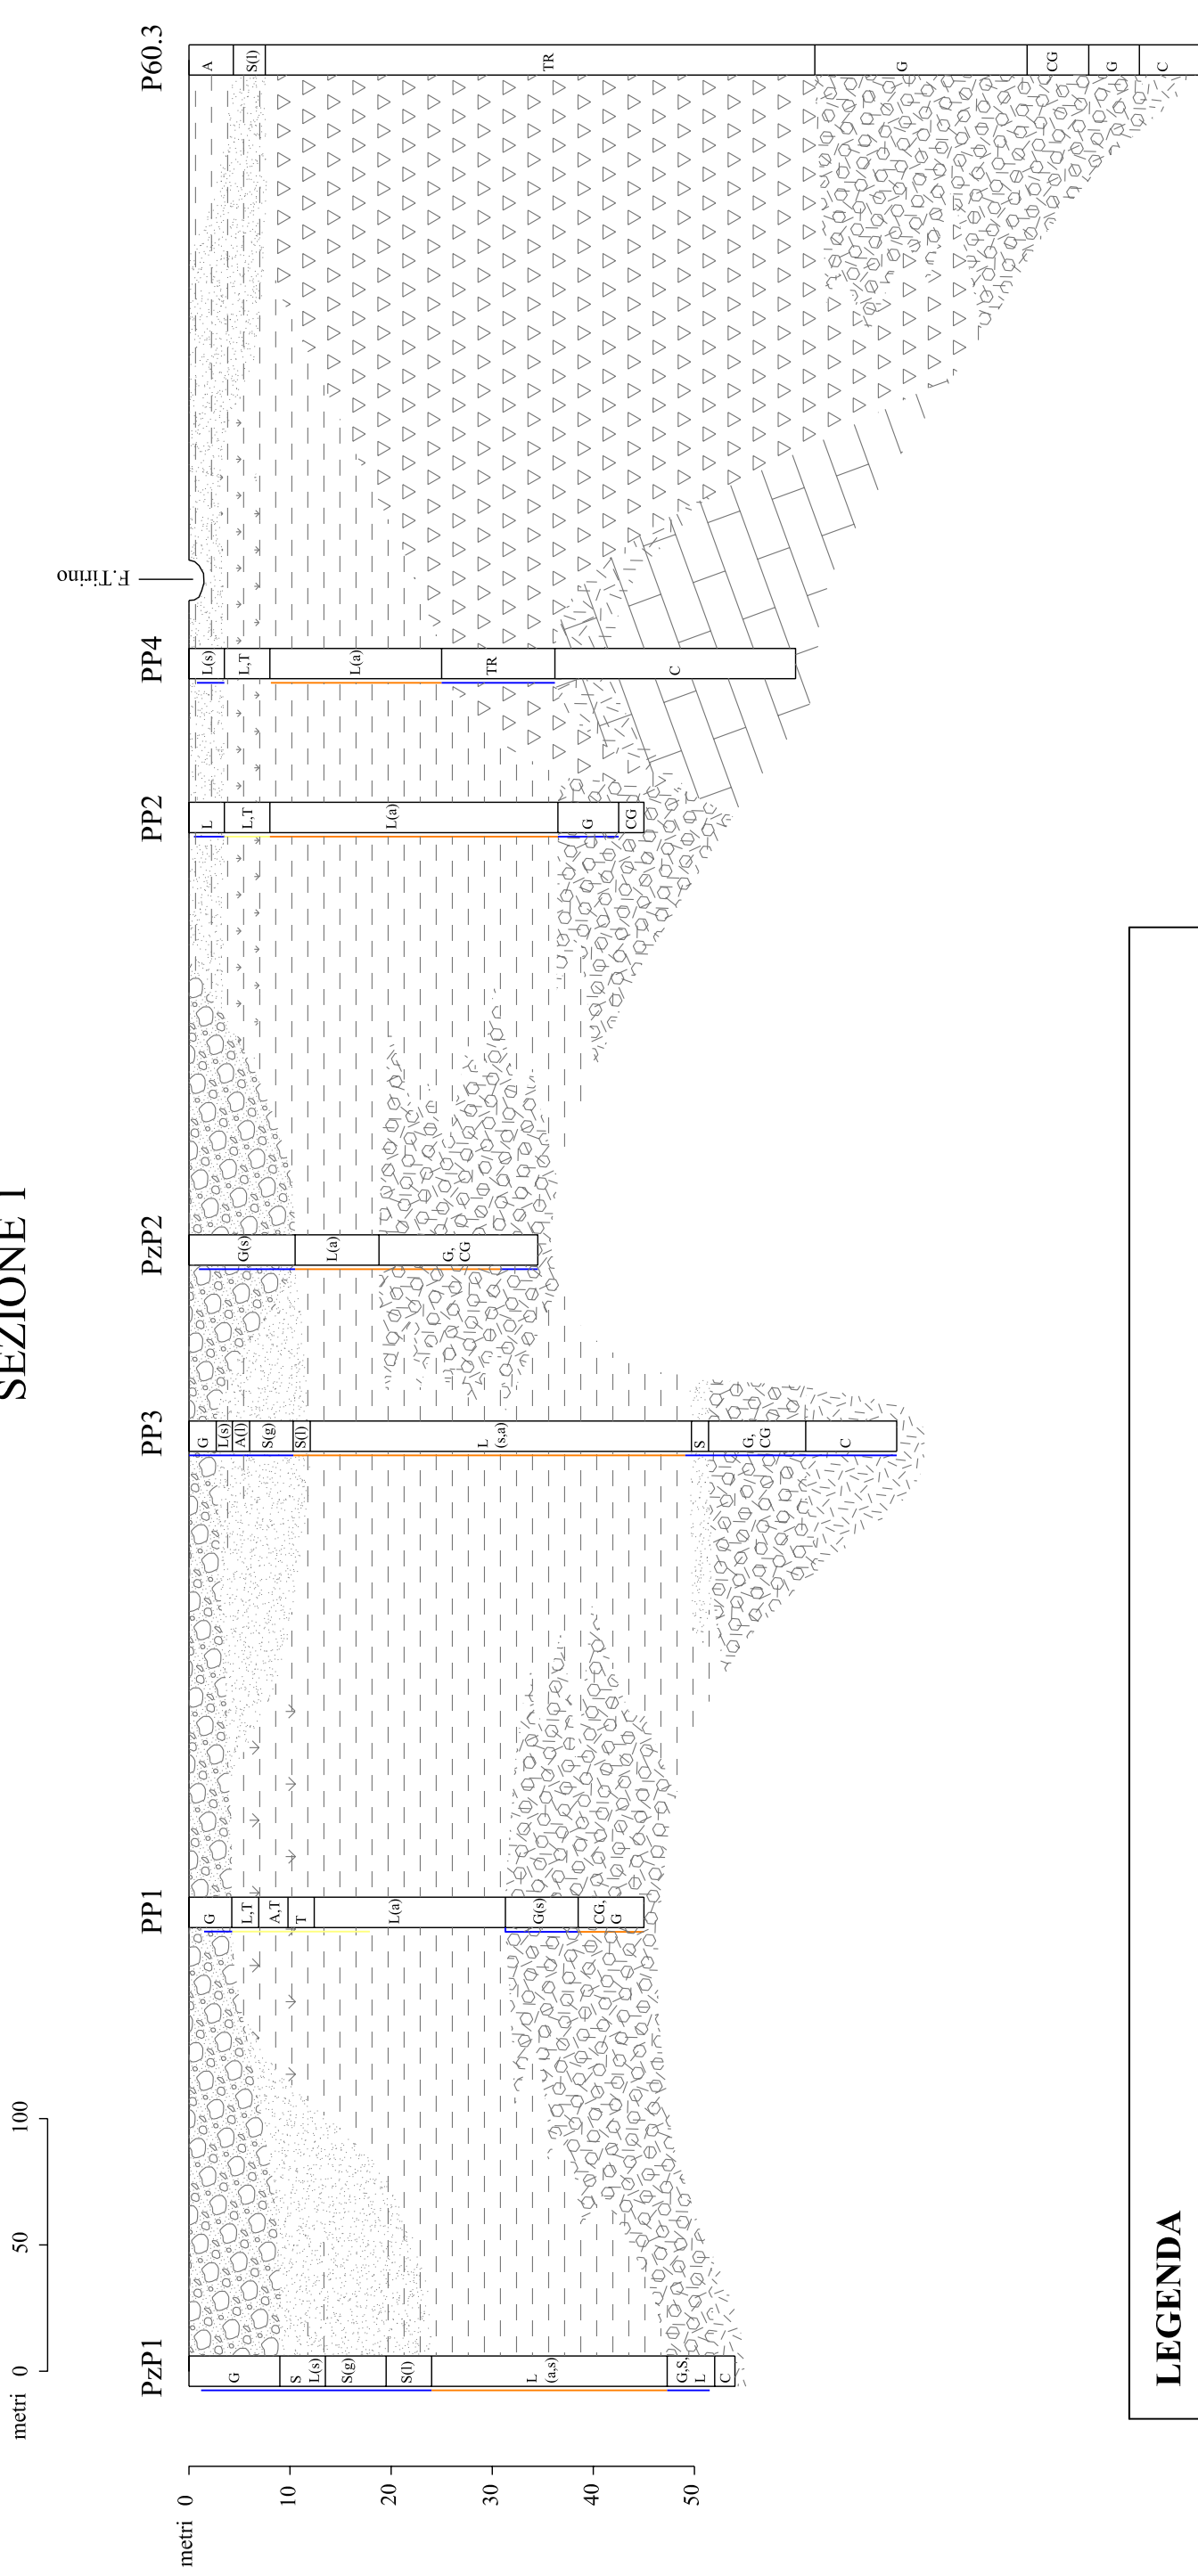 SEZIONE I
metri 0 50 100
PzP1 PP1 PP3 PzP2 PP2 PP4 P60.3
F.Tirino
metri 0
10
20
30
40
50
G
S
L(s)
S(g)
S(l)
L
(a,s)
G,S,
L
C
G
L,T
A,T
T
L(a)
G(s)
CG,
G
G
L(s)
A(l)
S(g)
S(l)
L
(s,a)
S
G,
CG
C
G(s)
L(a)
G,
CG
L
L,T
L(a)
G
CG
L(s)
L,T
L(a)
TR
C
A
S(l)
TR
G
CG
G
C
LEGENDA